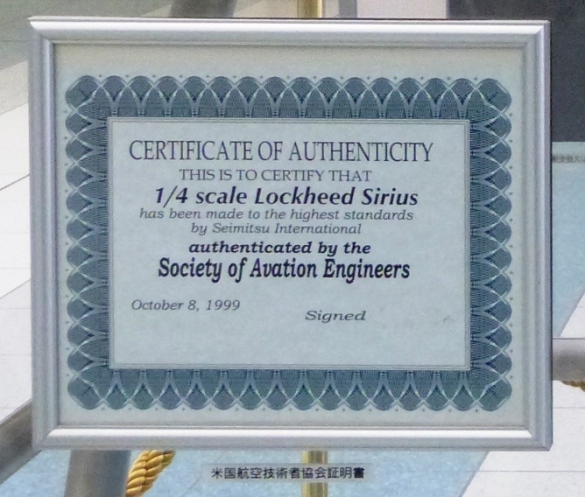 CERTIFICATE OF AUTHENTICITY
THIS IS TO CERTIFY THAT
1/4 scale Lockheed Sirius
has been made to the highest standards
by Seimitsu International
authenticated by the
Society of Avation Engineers
October 8, 1999
Signed
米国航空技術者協会証明書